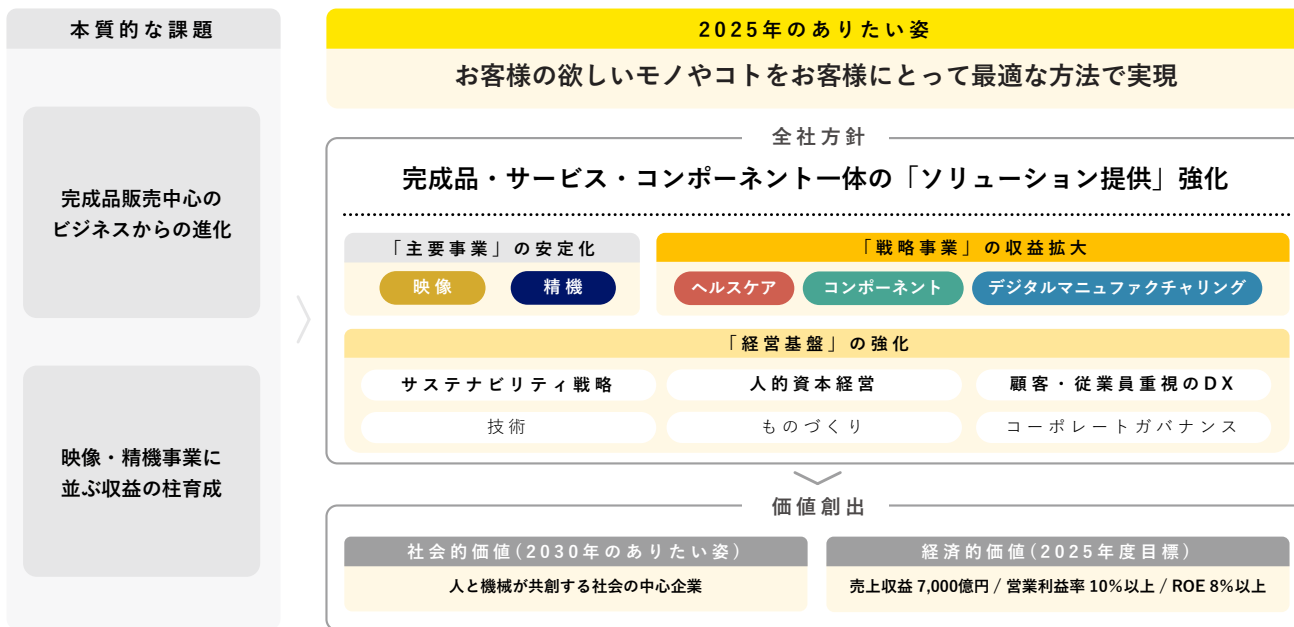 本質的な課題
完成品販売中心の
ビジネスからの進化
映像・精機事業に
並ぶ収益の柱育成
2025年のありたい姿
お客様の欲しいモノやコトをお客様にとって最適な方法で実現
全社方針
完成品・サービス・コンポーネント一体の「ソリューション提供」強化
「主要事業」の安定化
映像
精機
「戦略事業」の収益拡大
ヘルスケア
コンポーネント
デジタルマニュファクチャリング
「経営基盤」の強化
サステナビリティ戦略
人的資本経営
顧客・従業員重視のDX
技術
ものづくり
コーポレートガバナンス
価値創出
社会的価値(2030年のありたい姿)
人と機械が共創する社会の中心企業
経済的価値(2025年度目標)
売上収益 7,000億円 / 営業利益率 10%以上 / ROE 8%以上